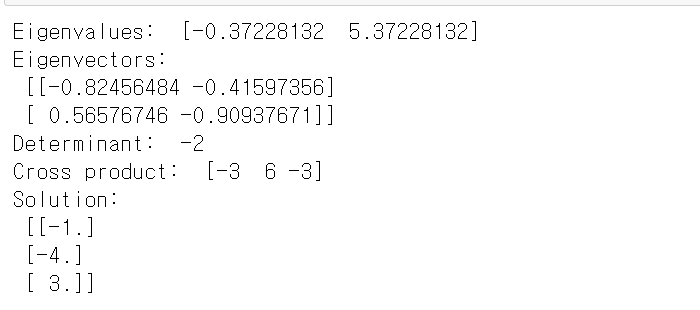 Eigenvalues:  [-0.37228132  5.37228132]
Eigenvectors:
 [[-0.82456484 -0.41597356]
 [ 0.56576746 -0.90937671]]
Determinant:  -2
Cross product:  [-3  6 -3]
Solution:
 [[-1.]
 [-4.]
 [ 3.]]